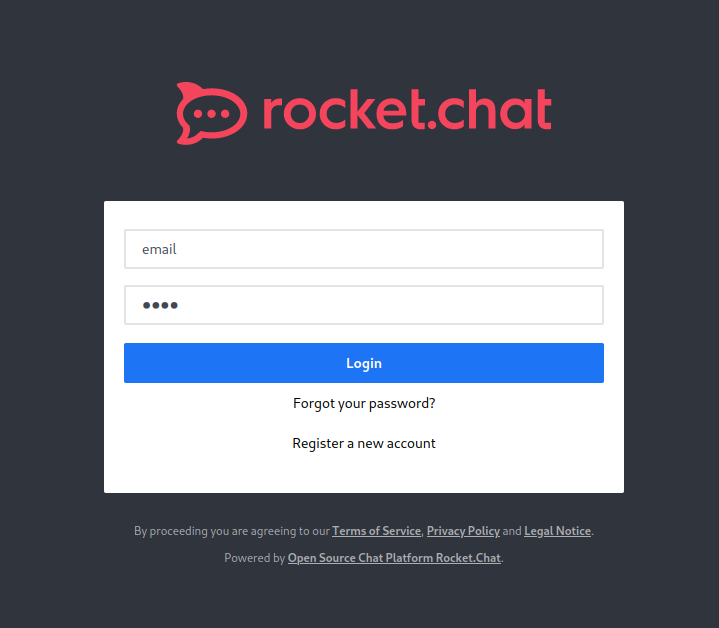 rocket.chat
email
••••
Login
Forgot your password?
Register a new account
By proceeding you are agreeing to our Terms of Service, Privacy Policy and Legal Notice.
Powered by Open Source Chat Platform Rocket.Chat.